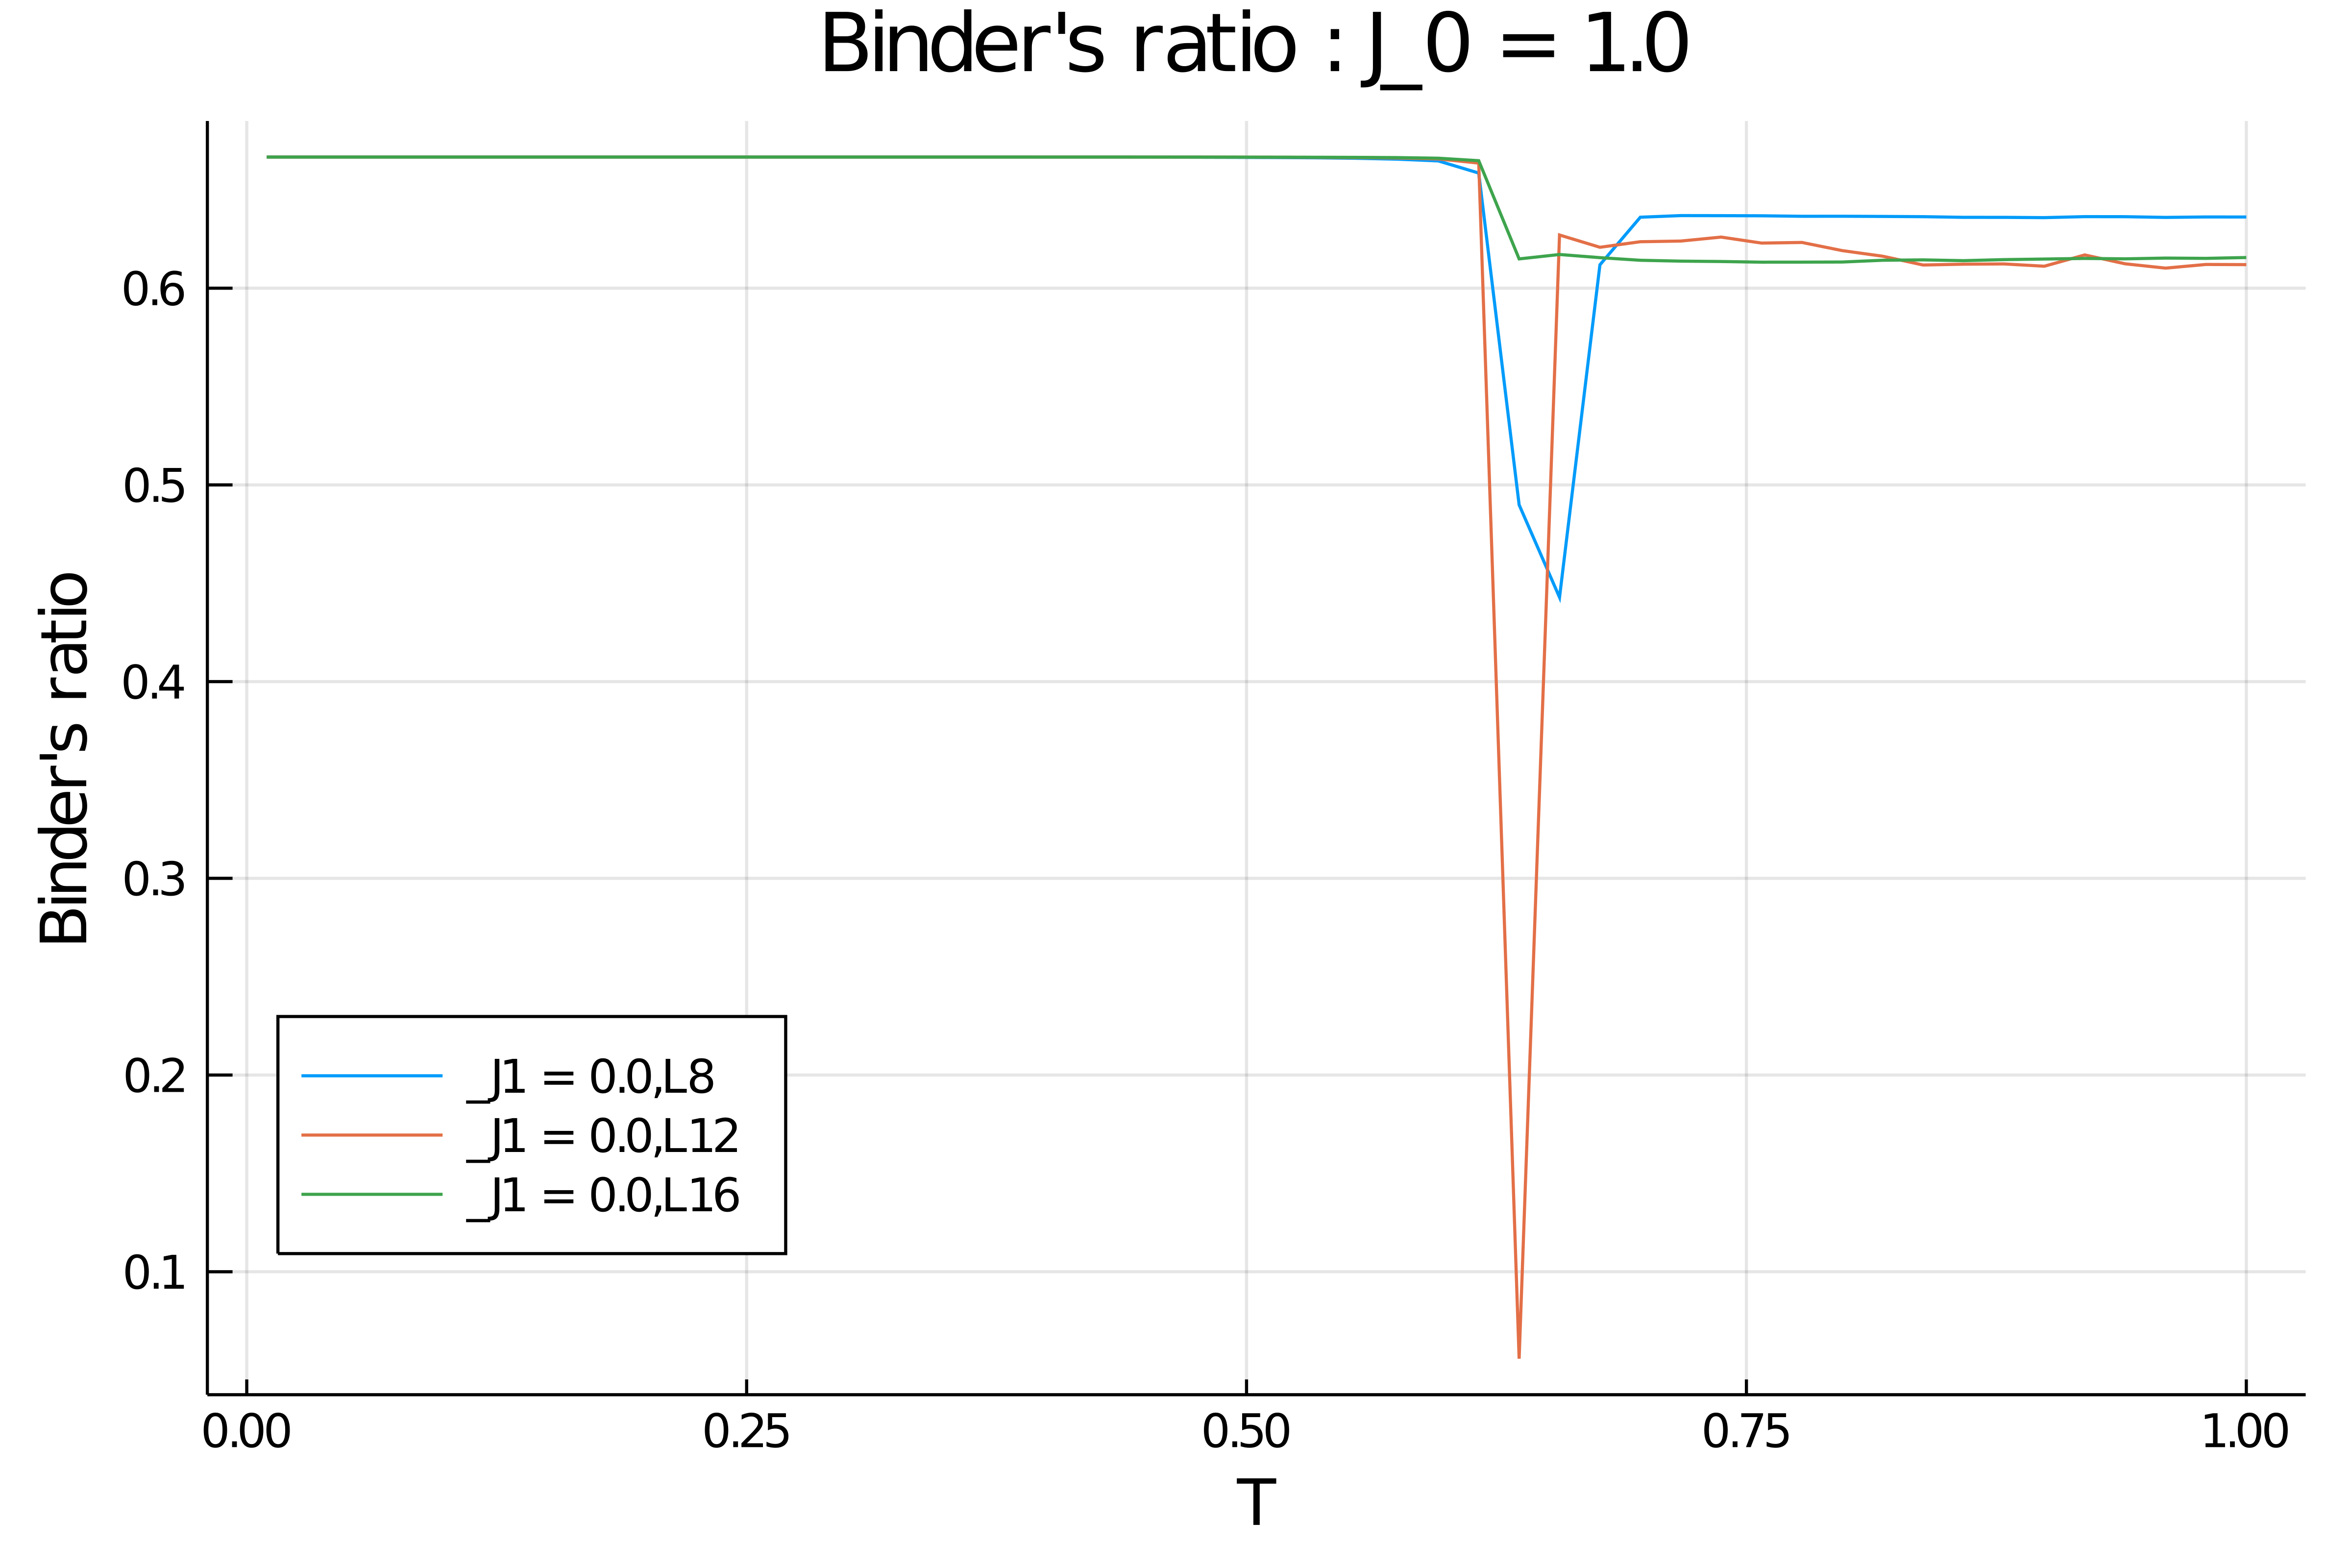 Binder's ratio : J_0 = 1.0
Binder's ratio
0.6
0.5
0.4
0.3
0.2
0.1
_J1 = 0.0,L8
_J1 = 0.0,L12
_J1 = 0.0,L16
0.00 0.25 0.50 0.75 1.00
T